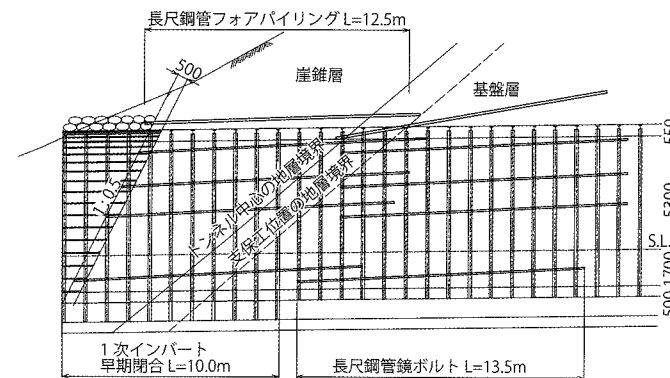 長尺鋼管フォアパイリング L=12.5m
500
崖錐層
基盤層
1:0.5
トンネル中心の地層境界
支保工位置の地層境界
550
5300
S.L.
1700
500
1次インバート
早期閉合 L=10.0m
長尺鋼管鏡ボルト L=13.5m